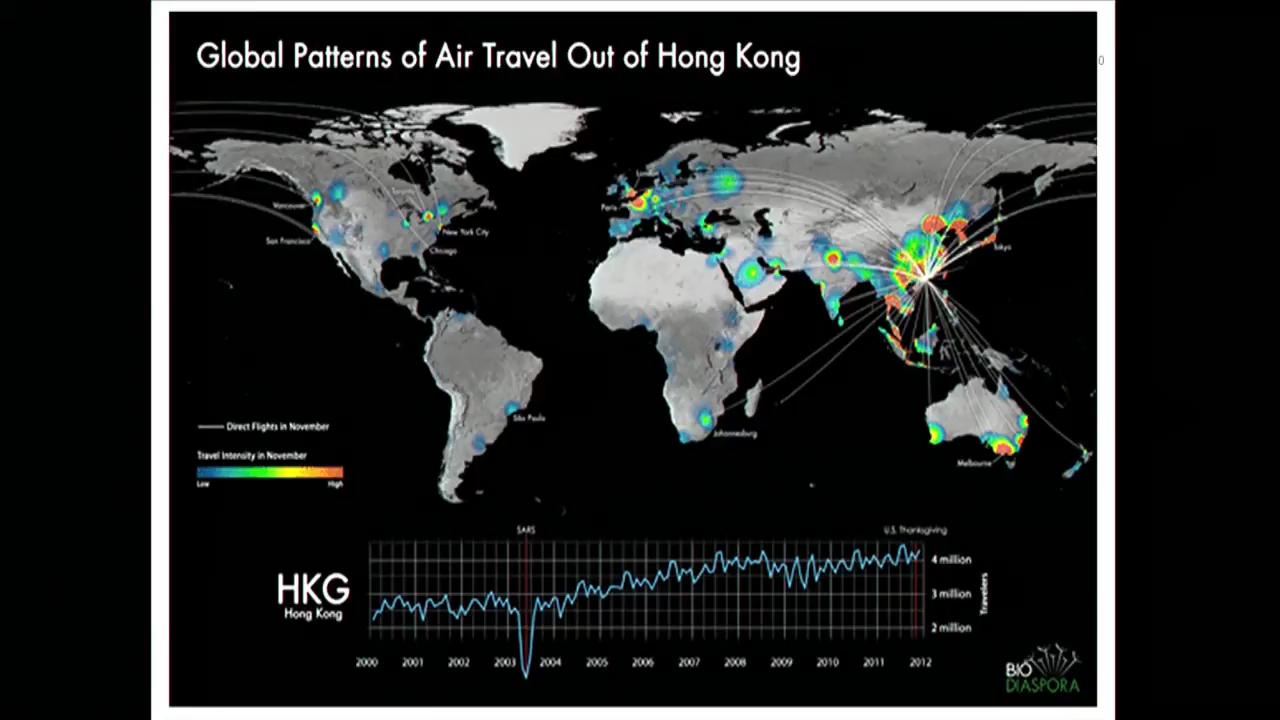 Global Patterns of Air Travel Out of Hong Kong
0
Vancouver
Toronto
San Francisco
New York City
Chicago
Paris
Tokyo
São Paulo
Johannesburg
Melbourne
Direct Flights in November
Travel Intensity in November
Low High
SARS
U.S. Thanksgiving
HKG
Hong Kong
4 million
3 million
2 million
Travelers
2000 2001 2002 2003 2004 2005 2006 2007 2008 2009 2010 2011 2012
BIO
DIASPORA